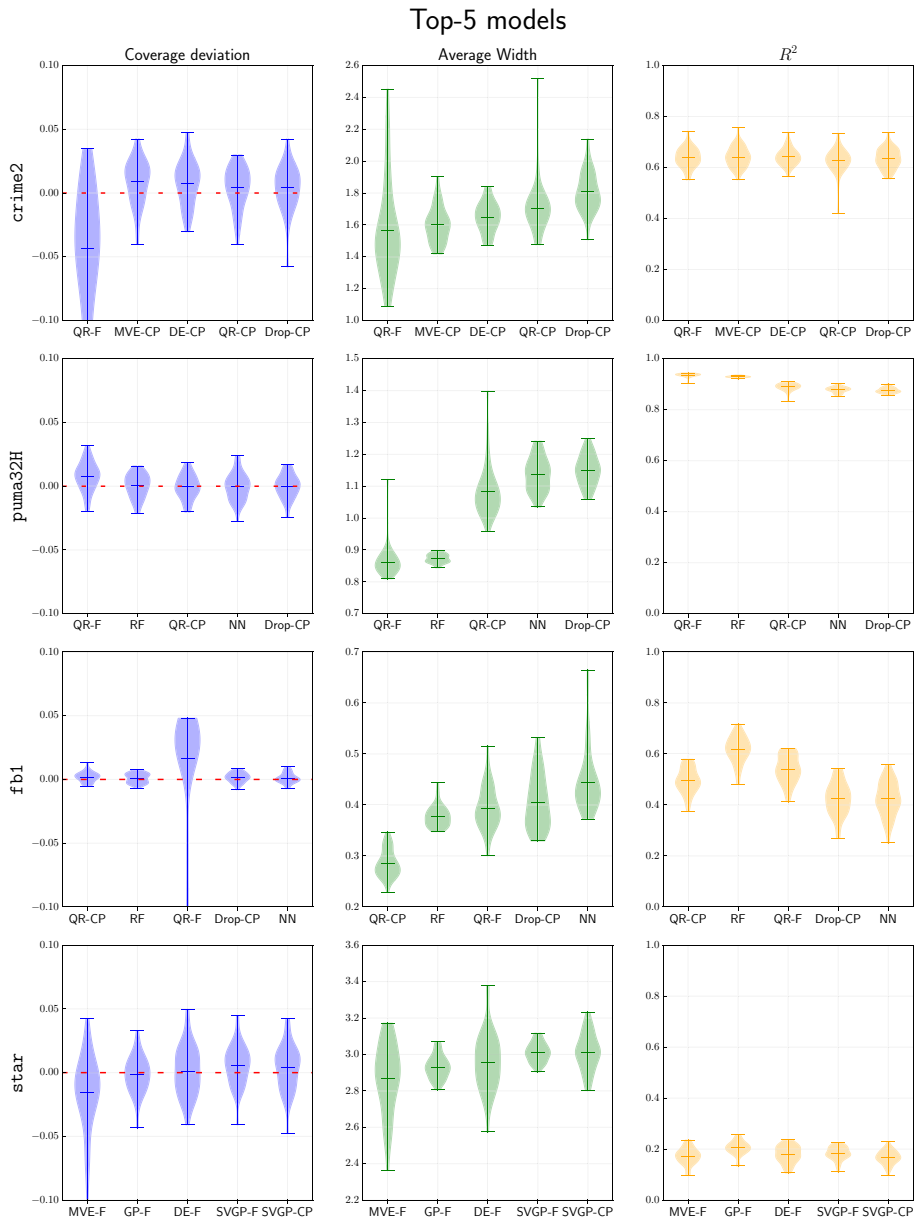 Top-5 models
Coverage deviation Average Width R²
crime2
0.10 0.05 0.00 −0.05 −0.10
QR-F MVE-CP DE-CP QR-CP Drop-CP
2.6 2.4 2.2 2.0 1.8 1.6 1.4 1.2 1.0
QR-F MVE-CP DE-CP QR-CP Drop-CP
1.0 0.8 0.6 0.4 0.2 0.0
QR-F MVE-CP DE-CP QR-CP Drop-CP
puma32H
0.10 0.05 0.00 −0.05 −0.10
QR-F RF QR-CP NN Drop-CP
1.5 1.4 1.3 1.2 1.1 1.0 0.9 0.8 0.7
QR-F RF QR-CP NN Drop-CP
1.0 0.8 0.6 0.4 0.2 0.0
QR-F RF QR-CP NN Drop-CP
fb1
0.10 0.05 0.00 −0.05 −0.10
QR-CP RF QR-F Drop-CP NN
0.7 0.6 0.5 0.4 0.3 0.2
QR-CP RF QR-F Drop-CP NN
1.0 0.8 0.6 0.4 0.2 0.0
QR-CP RF QR-F Drop-CP NN
star
0.10 0.05 0.00 −0.05 −0.10
MVE-F GP-F DE-F SVGP-F SVGP-CP
3.6 3.4 3.2 3.0 2.8 2.6 2.4 2.2
MVE-F GP-F DE-F SVGP-F SVGP-CP
1.0 0.8 0.6 0.4 0.2 0.0
MVE-F GP-F DE-F SVGP-F SVGP-CP